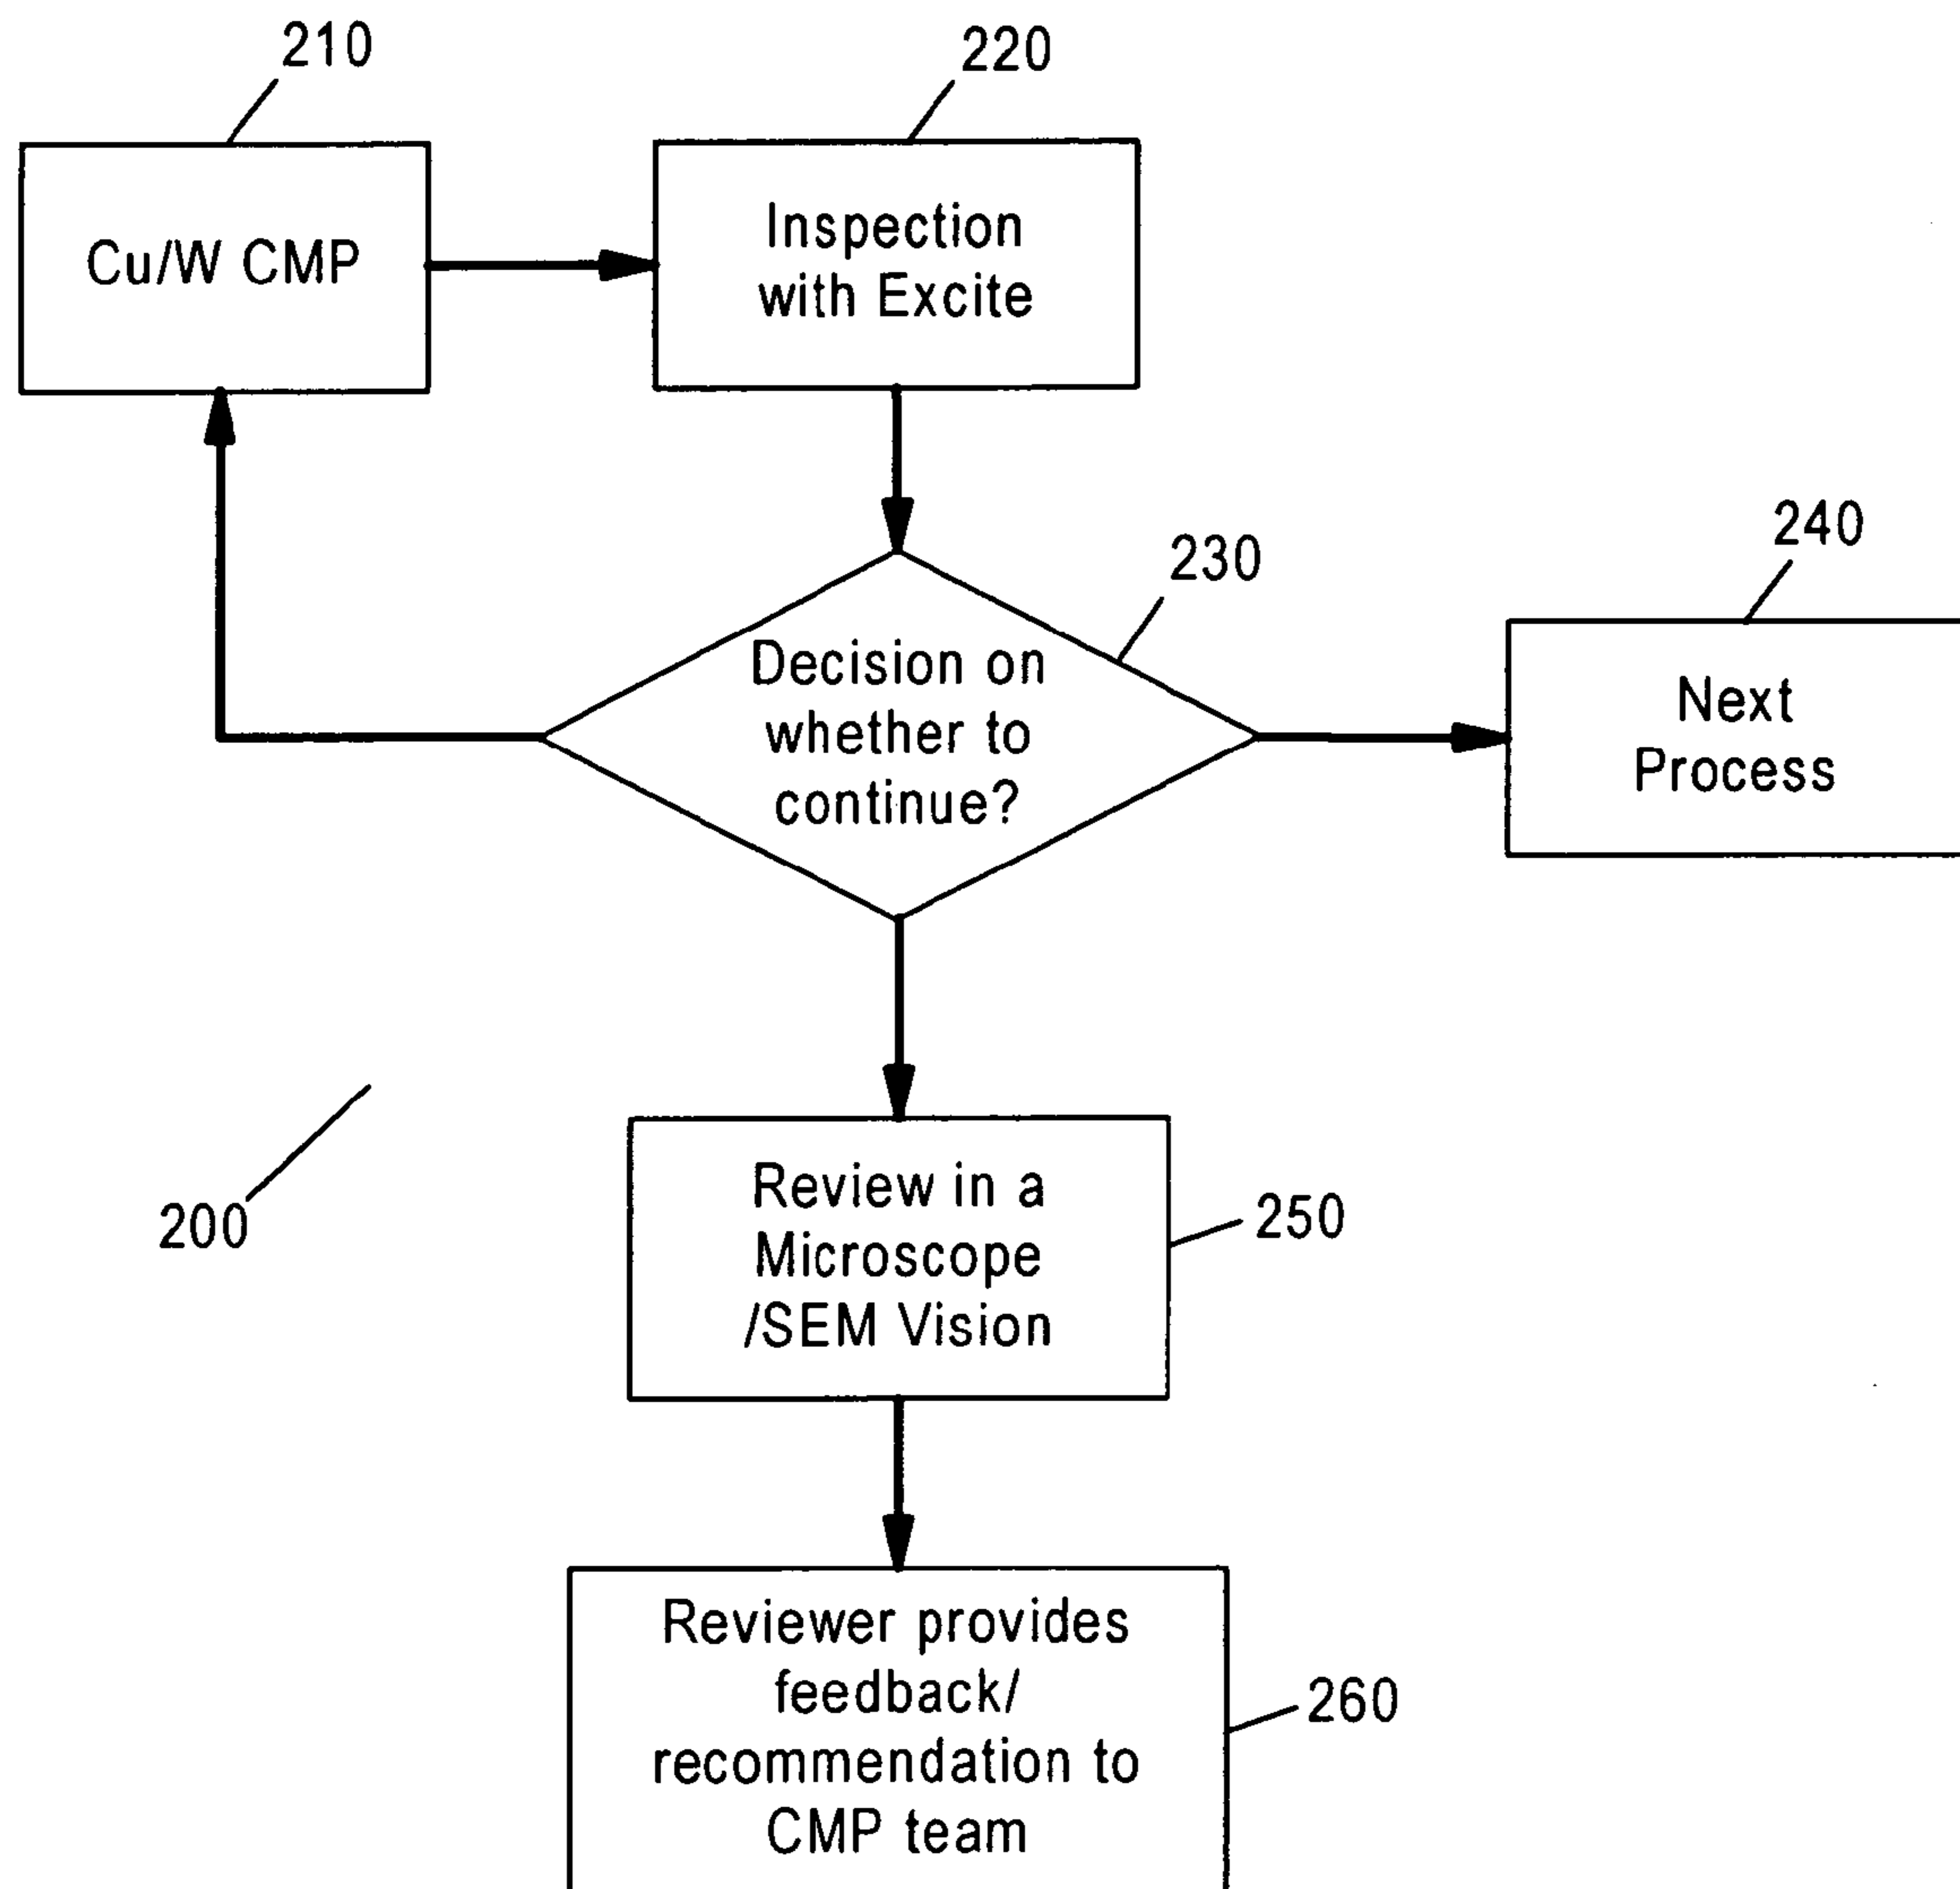 210
220
Cu/W CMP
Inspection
with Excite
230
240
Decision on
whether to
continue?
Next
Process
200
Review in a
Microscope
/SEM Vision
250
Reviewer provides
feedback/
recommendation to
CMP team
260